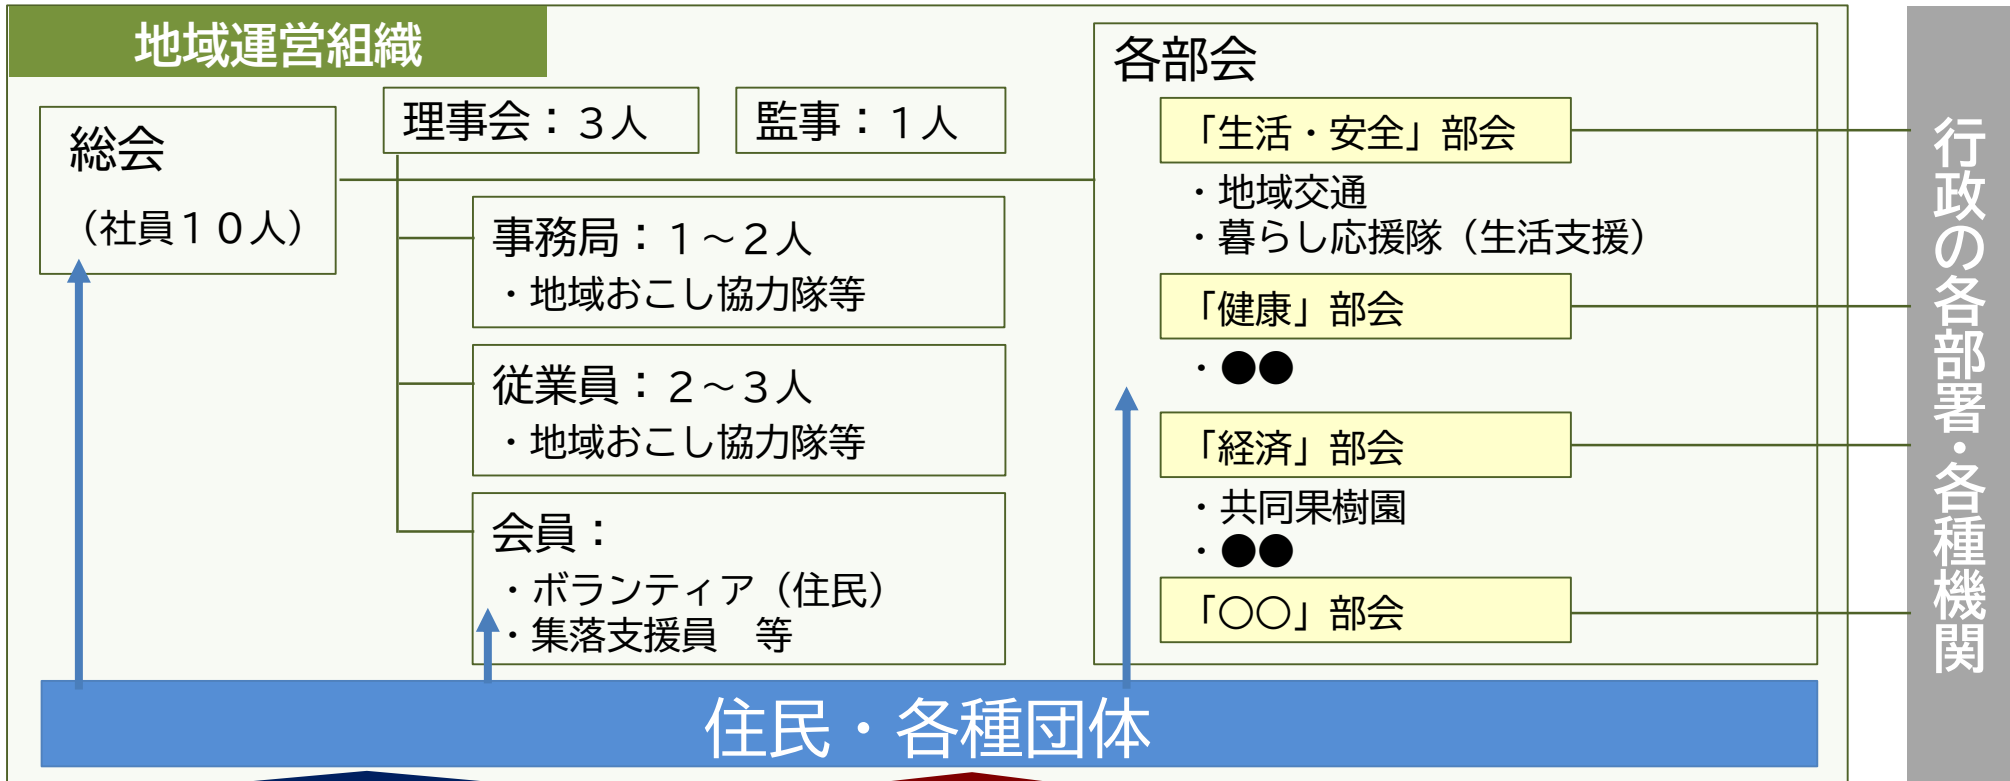 地域運営組織
総会
（社員１０人）
理事会：３人
監事：１人
事務局：１～２人
・地域おこし協力隊等
従業員：２～３人
・地域おこし協力隊等
会員：
・ボランティア（住民）
・集落支援員　等
各部会
「生活・安全」部会
・地域交通
・暮らし応援隊（生活支援）
「健康」部会
・●●
「経済」部会
・共同果樹園
・●●
「○○」部会
住民・各種団体
行政の各部署・各種機関